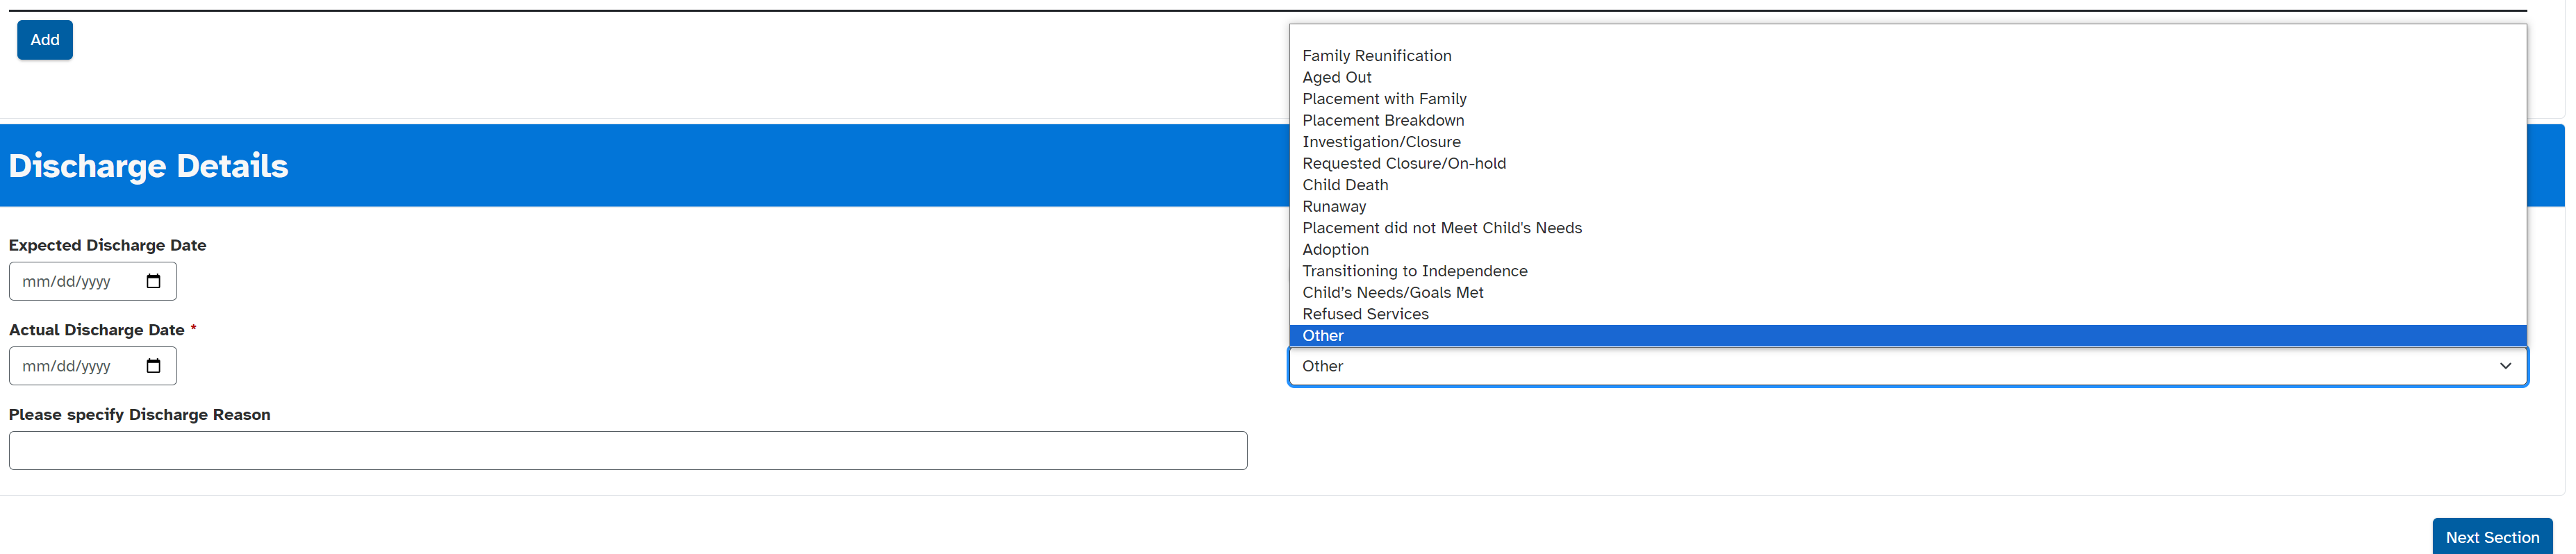 Add
Discharge Details
Expected Discharge Date
mm/dd/yyyy
Actual Discharge Date *
mm/dd/yyyy
Family Reunification
Aged Out
Placement with Family
Placement Breakdown
Investigation/Closure
Requested Closure/On-hold
Child Death
Runaway
Placement did not Meet Child's Needs
Adoption
Transitioning to Independence
Child’s Needs/Goals Met
Refused Services
Other
Other
Please specify Discharge Reason
Next Section